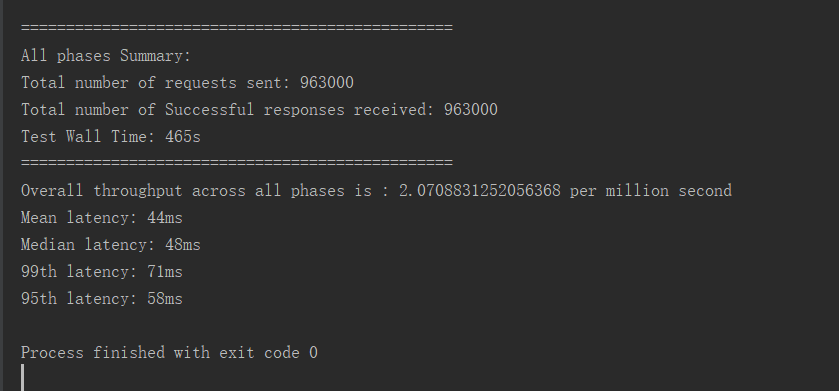 ================================================
All phases Summary:
Total number of requests sent: 963000
Total number of Successful responses received: 963000
Test Wall Time: 465s
================================================
Overall throughput across all phases is : 2.0708831252056368 per million second
Mean latency: 44ms
Median latency: 48ms
99th latency: 71ms
95th latency: 58ms
Process finished with exit code 0